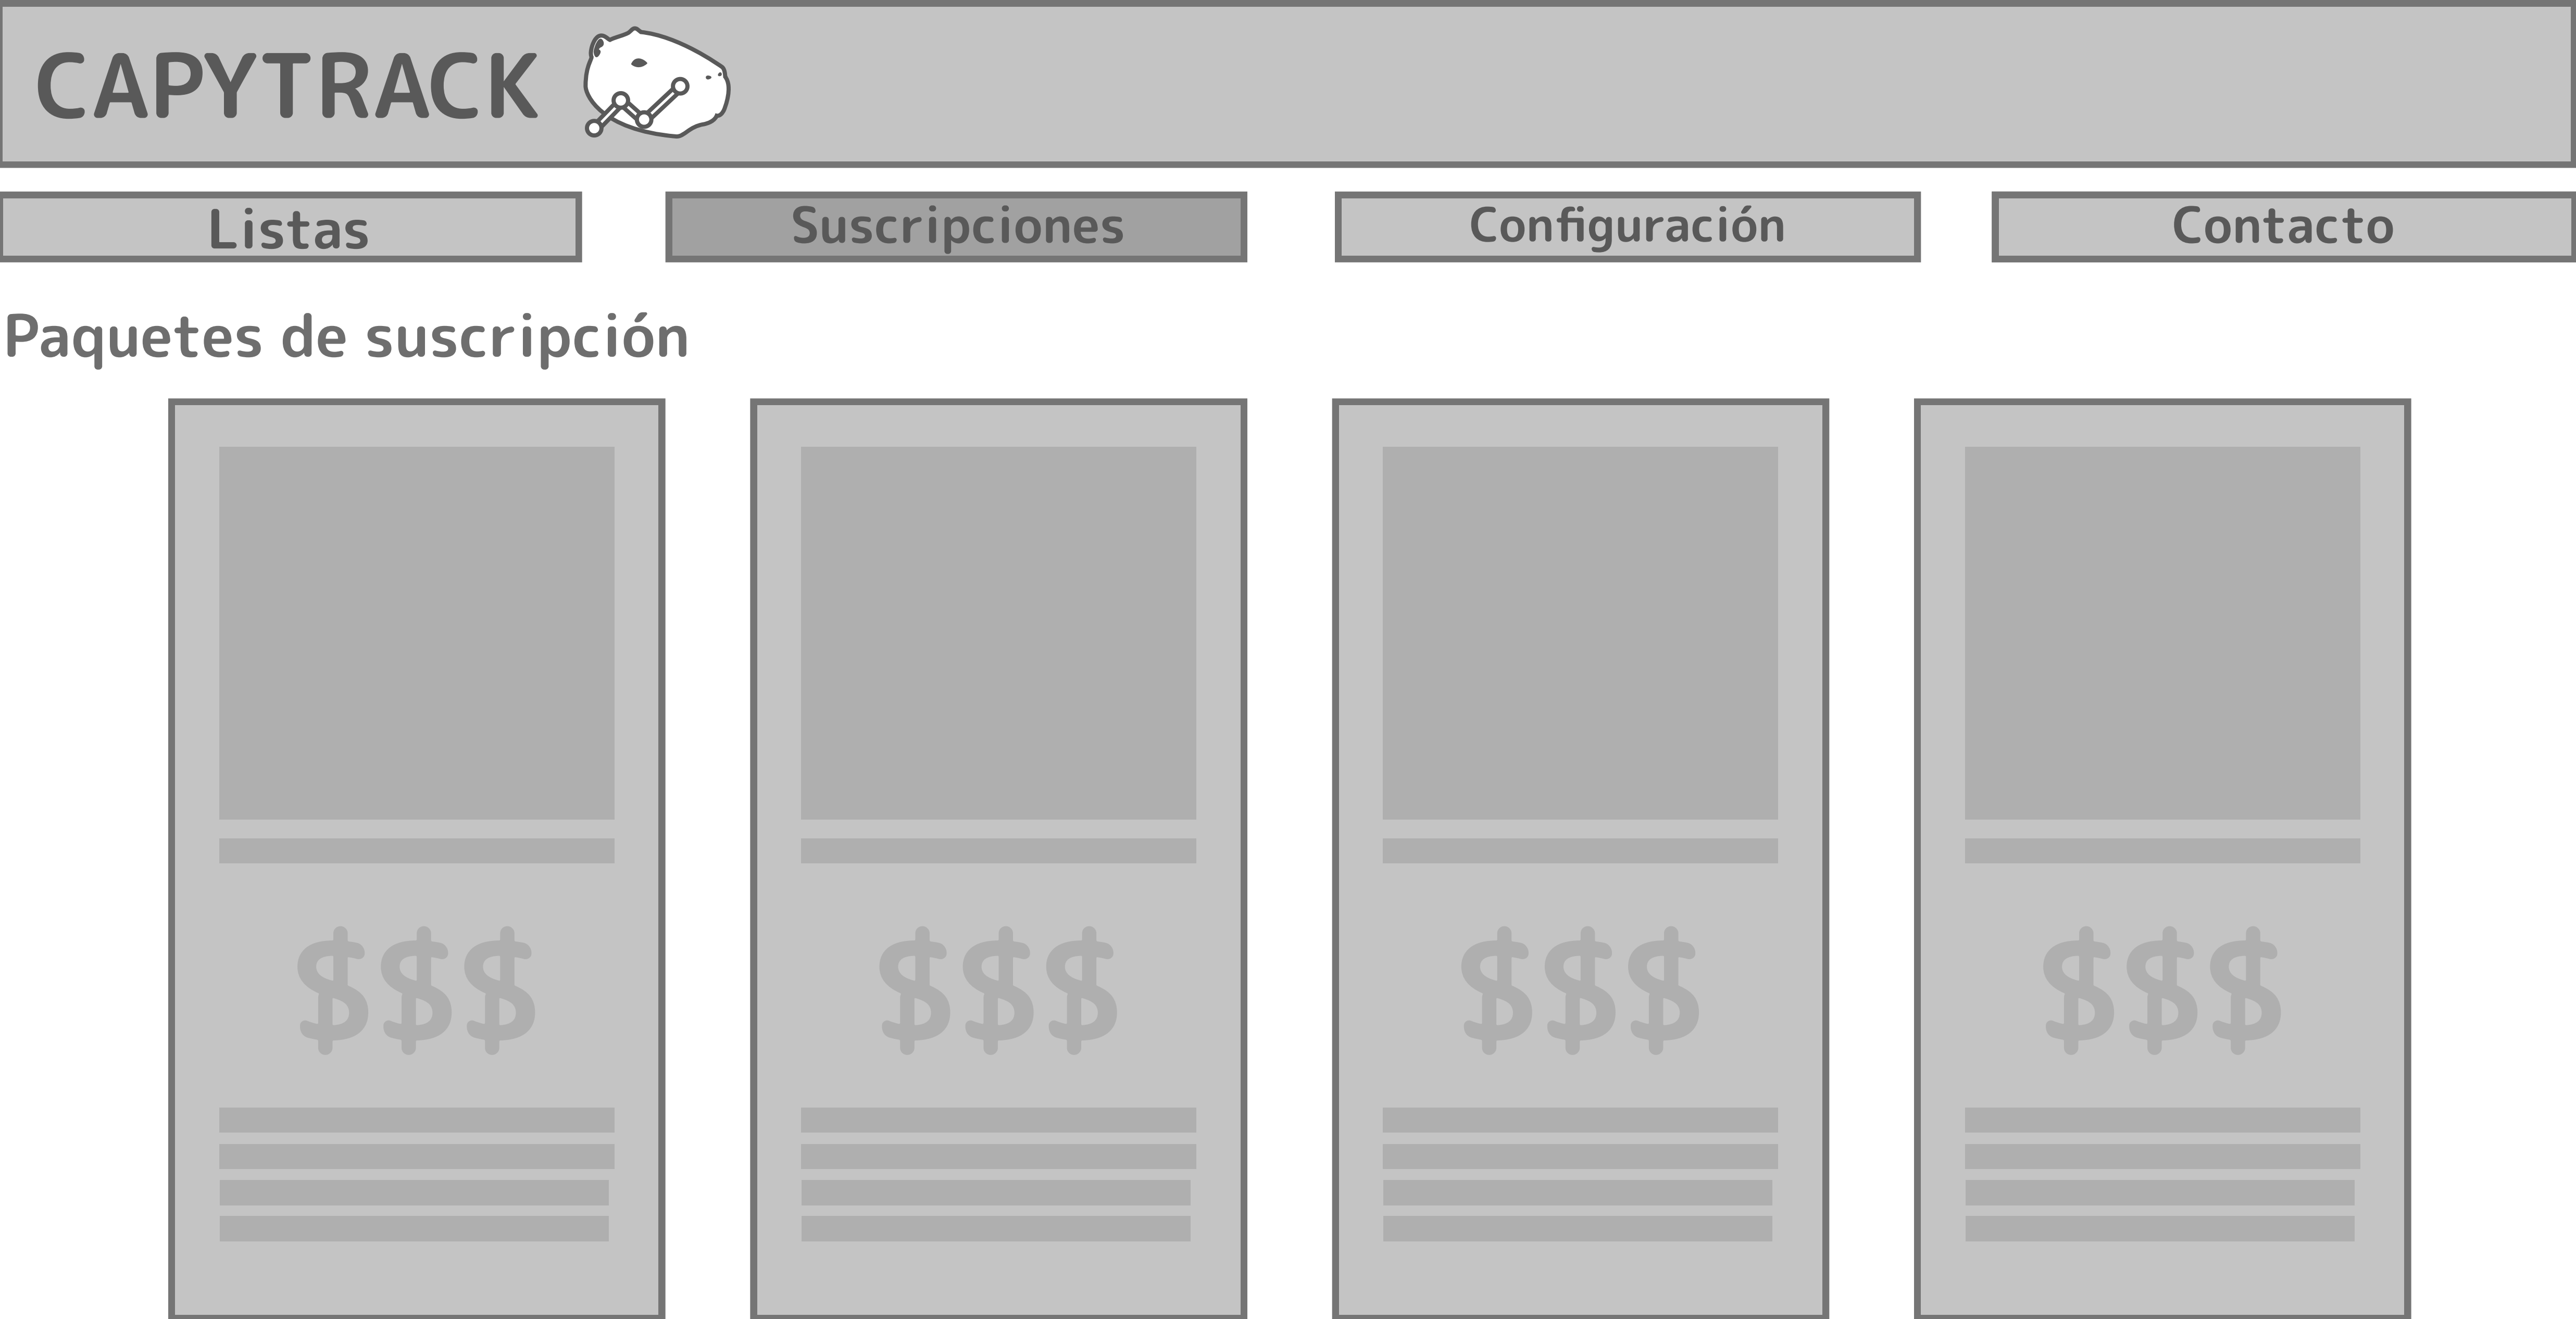 CAPYTRACK
Listas Suscripciones Configuración Contacto
Paquetes de suscripción
$$$ $$$ $$$ $$$